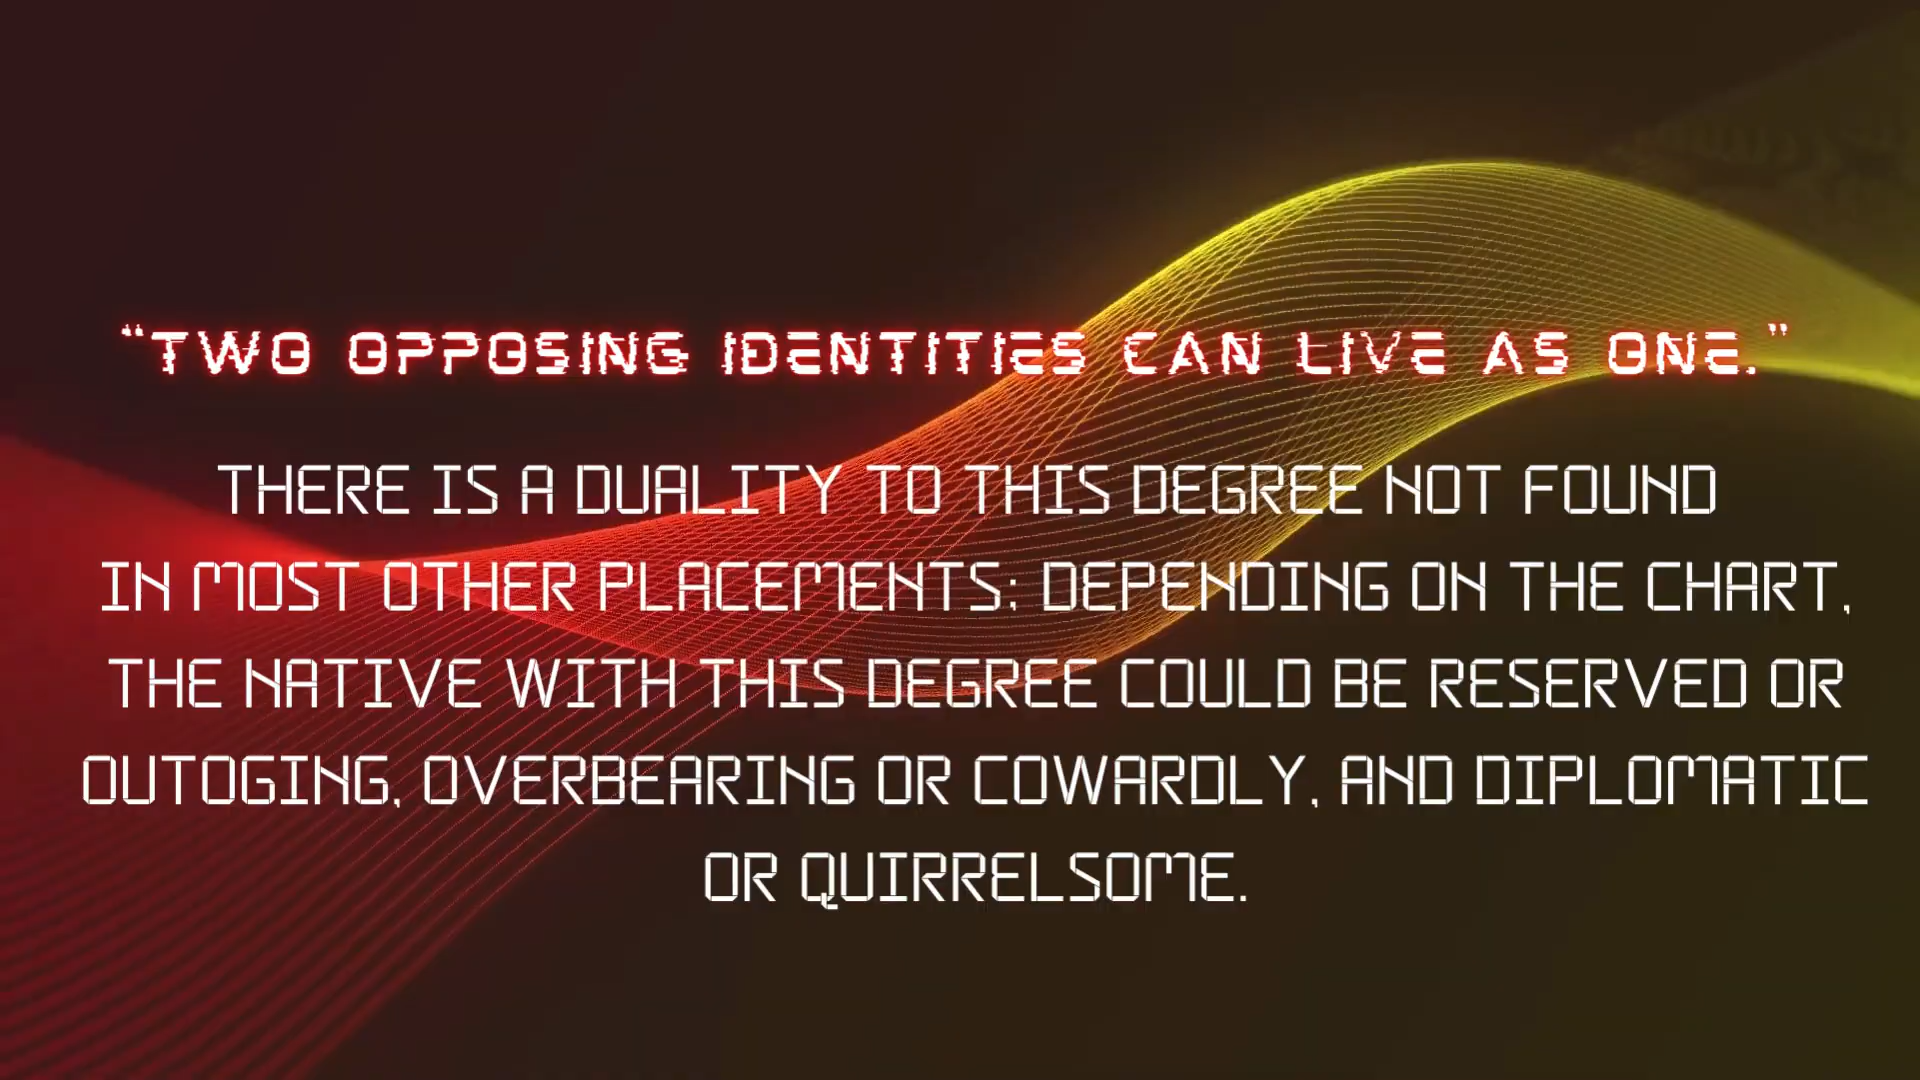 “TWO OPPOSING IDENTITIES CAN LIVE AS ONE.”
THERE IS A DUALITY TO THIS DEGREE NOT FOUND
IN MOST OTHER PLACEMENTS; DEPENDING ON THE CHART,
THE NATIVE WITH THIS DEGREE COULD BE RESERVED OR
OUTOGING, OVERBEARING OR COWARDLY, AND DIPLOMATIC
OR QUIRRELSOME.